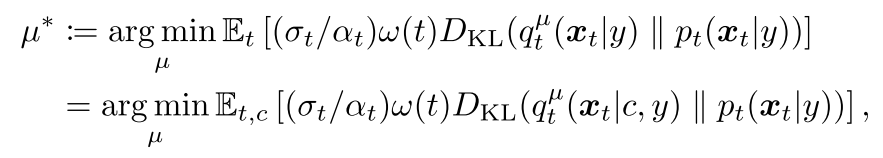 μ* := arg min_μ 𝔼_t [(σ_t/α_t)ω(t)D_KL(q_t^μ(𝒙_t|y) ∥ p_t(𝒙_t|y))]
= arg min_μ 𝔼_{t,c} [(σ_t/α_t)ω(t)D_KL(q_t^μ(𝒙_t|c, y) ∥ p_t(𝒙_t|y))] ,